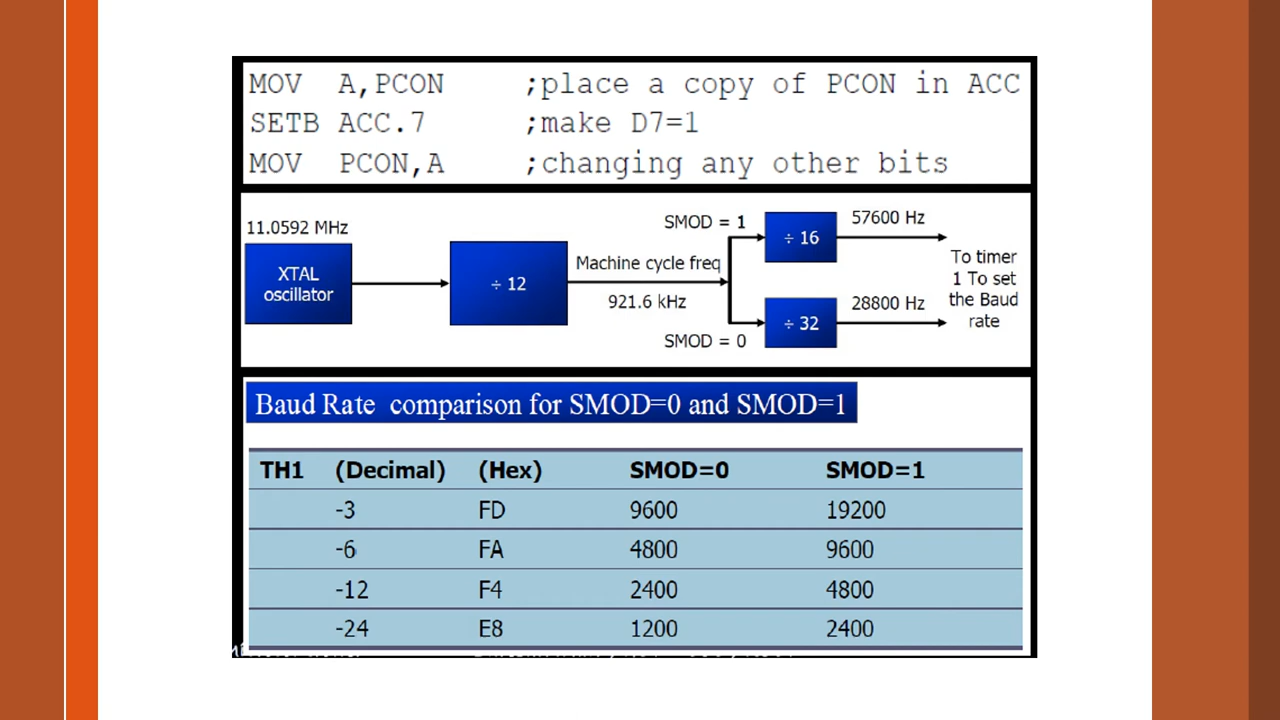 MOV A,PCON ;place a copy of PCON in ACC
SETB ACC.7 ;make D7=1
MOV PCON,A ;changing any other bits
11.0592 MHz
XTAL
oscillator
÷ 12
Machine cycle freq
921.6 kHz
SMOD = 1
÷ 16
57600 Hz
SMOD = 0
÷ 32
28800 Hz
To timer
1 To set
the Baud
rate
Baud Rate comparison for SMOD=0 and SMOD=1
TH1 (Decimal) (Hex) SMOD=0 SMOD=1
-3 FD 9600 19200
-6 FA 4800 9600
-12 F4 2400 4800
-24 E8 1200 2400